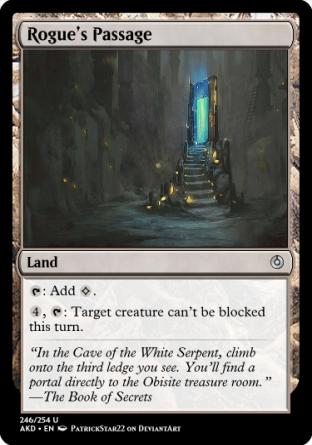 Rogue's Passage
Land
: Add .
4, : Target creature can't be blocked
this turn.
"In the Cave of the White Serpent, climb
onto the third ledge you see. You'll find a
portal directly to the Obisite treasure room."
—The Book of Secrets
246/254 U
AKD • EN PatrickStar22 on DeviantArt